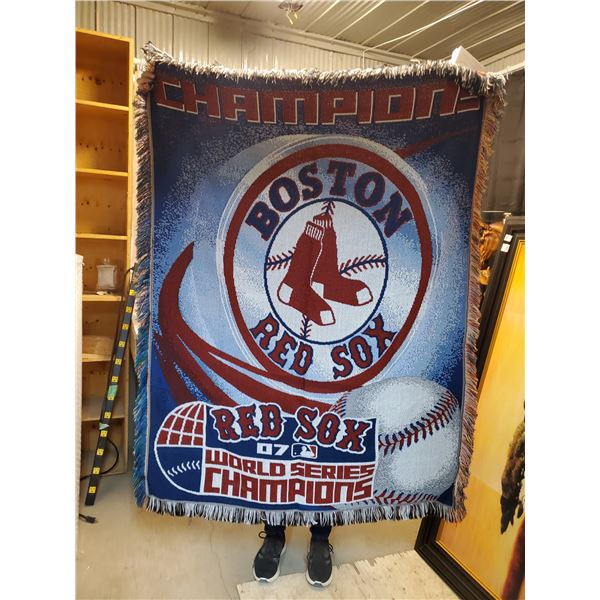 CHAMPIONS
BOSTON
RED SOX
RED SOX
07
WORLD SERIES
CHAMPIONS